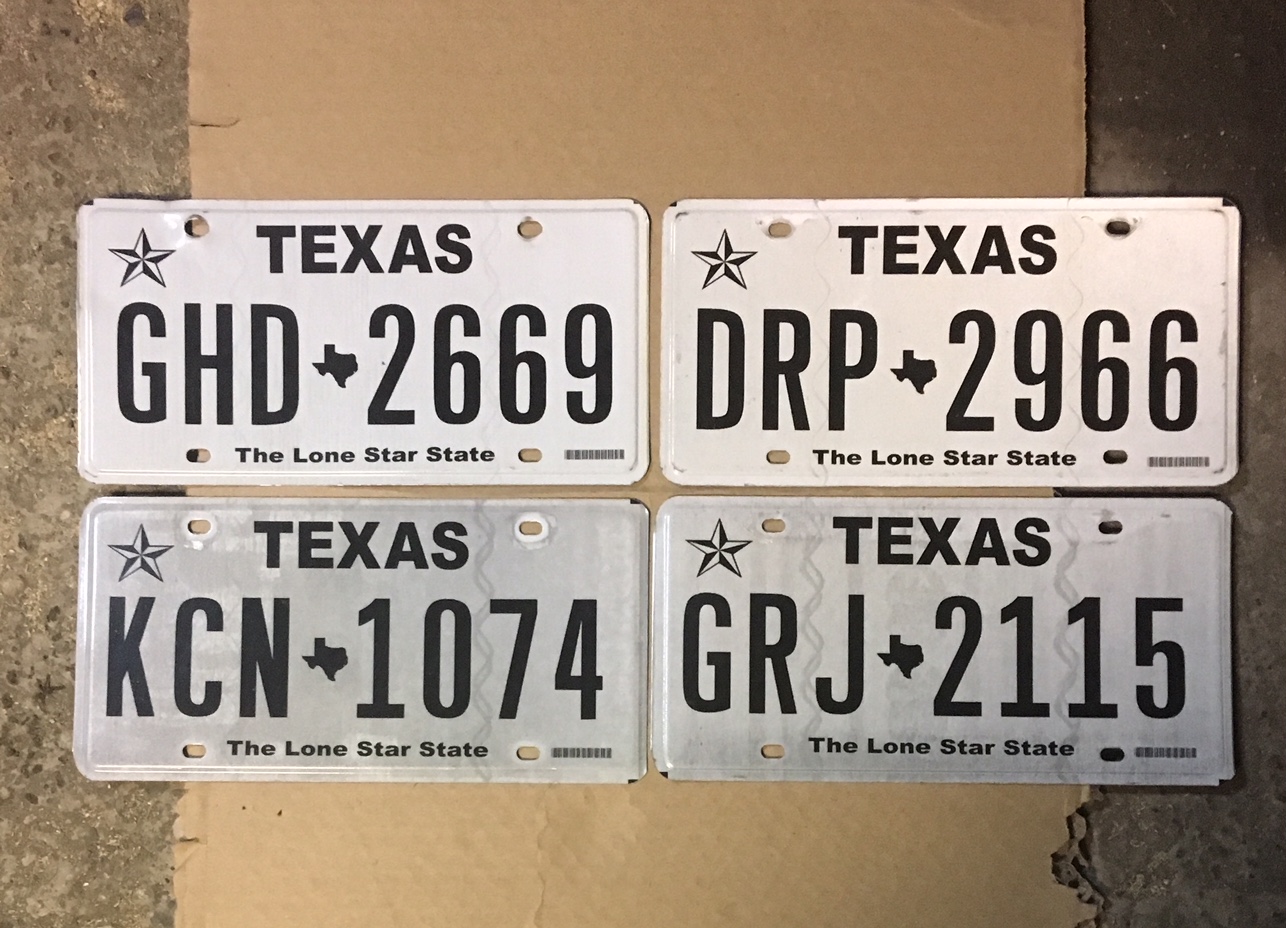 TEXAS
GHD 2669
The Lone Star State
TEXAS
DRP 2966
The Lone Star State
TEXAS
KCN 1074
The Lone Star State
TEXAS
GRJ 2115
The Lone Star State